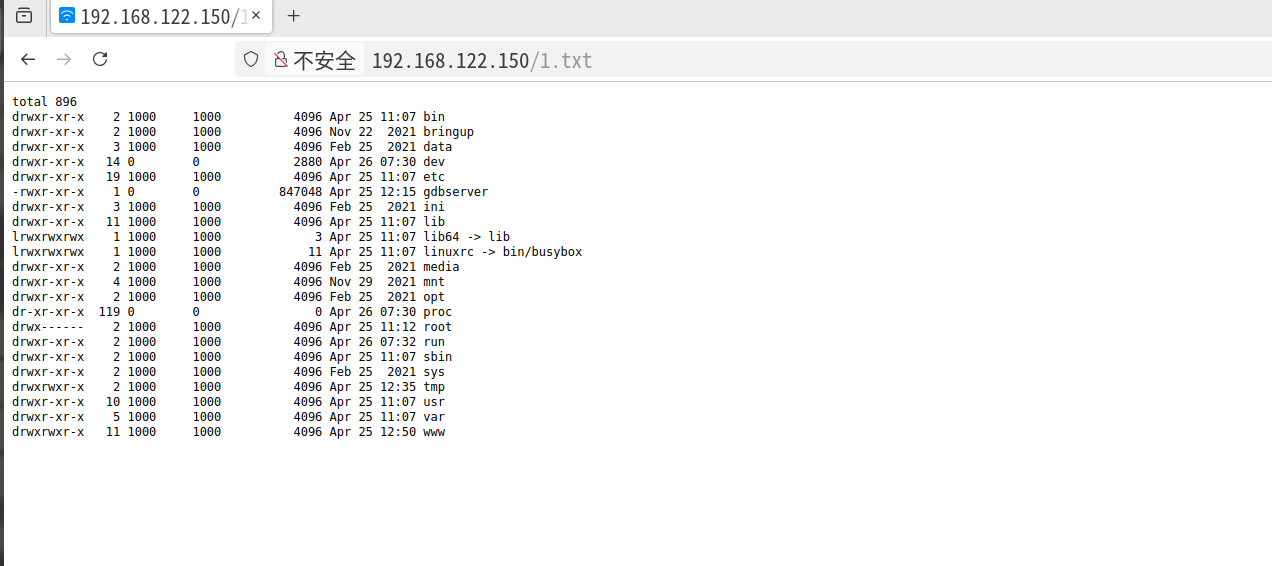 192.168.122.150/1
不安全 192.168.122.150/1.txt
total 896
drwxr-xr-x    2 1000     1000          4096 Apr 25 11:07 bin
drwxr-xr-x    2 1000     1000          4096 Nov 22  2021 bringup
drwxr-xr-x    3 1000     1000          4096 Feb 25  2021 data
drwxr-xr-x   14 0        0             2880 Apr 26 07:30 dev
drwxr-xr-x   19 1000     1000          4096 Apr 25 11:07 etc
-rwxr-xr-x    1 0        0           847048 Apr 25 12:15 gdbserver
drwxr-xr-x    3 1000     1000          4096 Feb 25  2021 ini
drwxr-xr-x   11 1000     1000          4096 Apr 25 11:07 lib
lrwxrwxrwx    1 1000     1000             3 Apr 25 11:07 lib64 -> lib
lrwxrwxrwx    1 1000     1000            11 Apr 25 11:07 linuxrc -> bin/busybox
drwxr-xr-x    2 1000     1000          4096 Feb 25  2021 media
drwxr-xr-x    4 1000     1000          4096 Nov 29  2021 mnt
drwxr-xr-x    2 1000     1000          4096 Feb 25  2021 opt
dr-xr-xr-x  119 0        0                0 Apr 26 07:30 proc
drwx------    2 1000     1000          4096 Apr 25 11:12 root
drwxr-xr-x    2 1000     1000          4096 Apr 26 07:32 run
drwxr-xr-x    2 1000     1000          4096 Apr 25 11:07 sbin
drwxr-xr-x    2 1000     1000          4096 Feb 25  2021 sys
drwxrwxr-x    2 1000     1000          4096 Apr 25 12:35 tmp
drwxr-xr-x   10 1000     1000          4096 Apr 25 11:07 usr
drwxr-xr-x    5 1000     1000          4096 Apr 25 11:07 var
drwxrwxr-x   11 1000     1000          4096 Apr 25 12:50 www